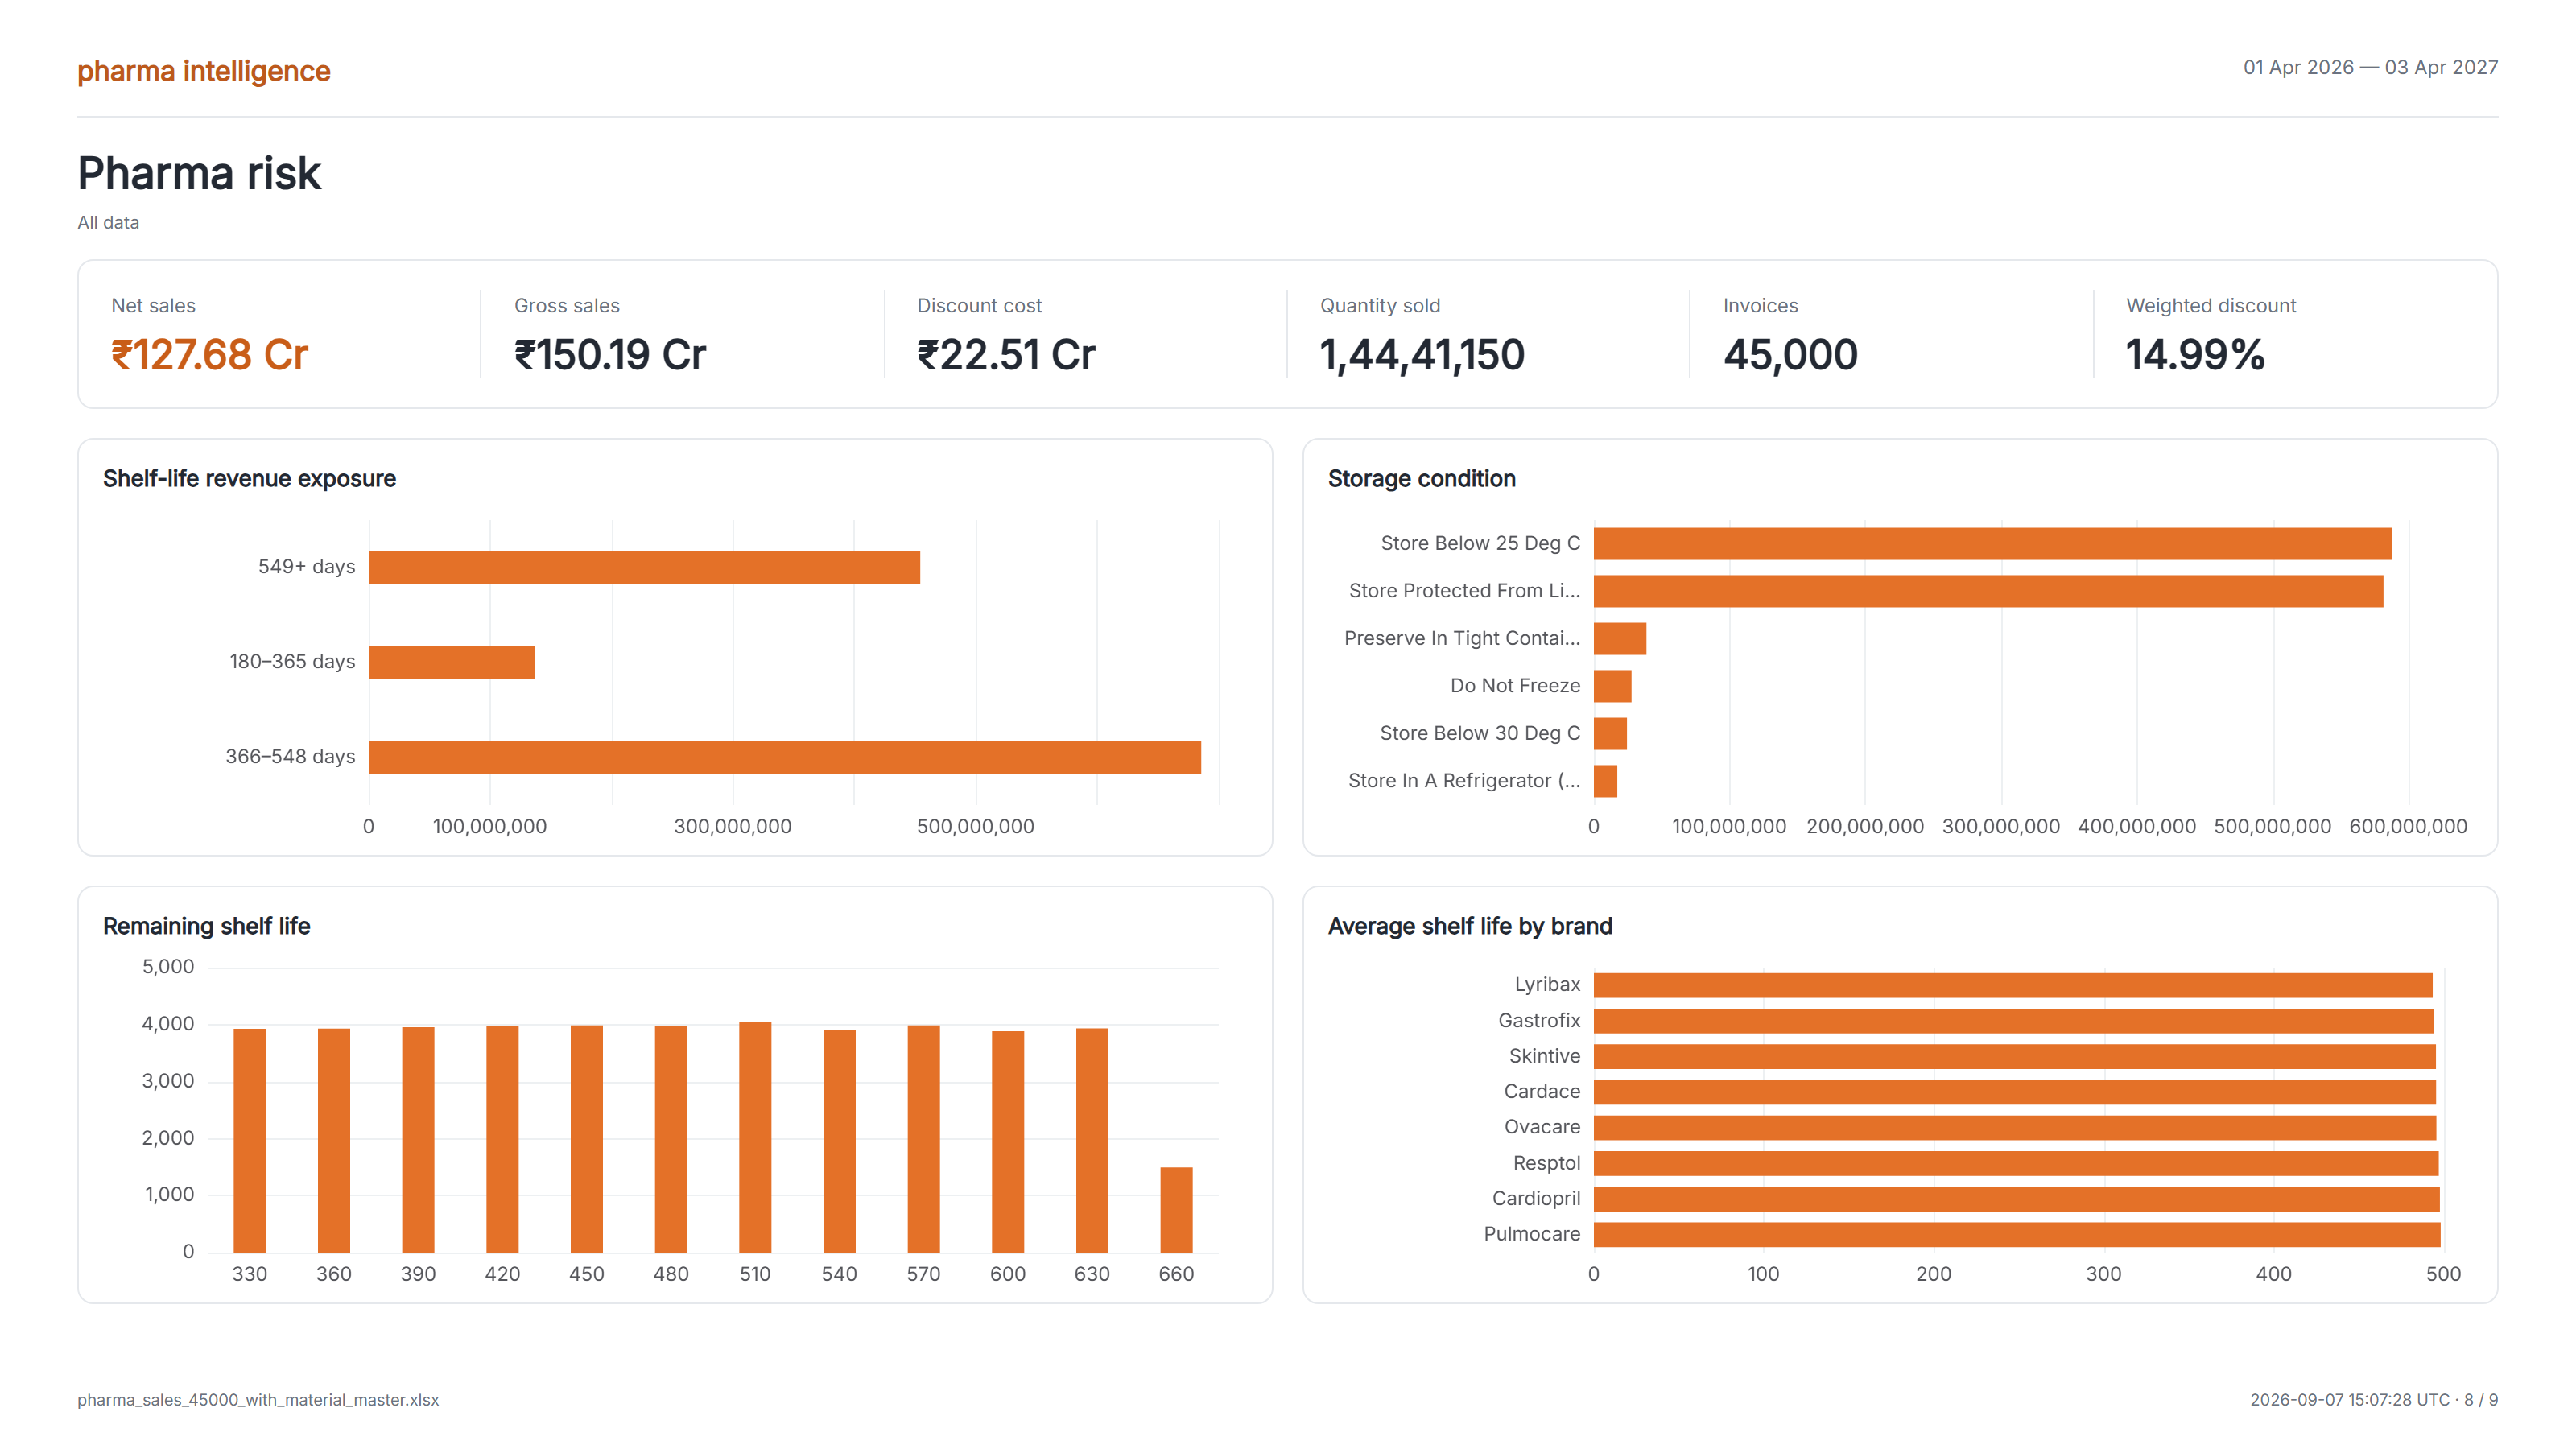 pharma intelligence
01 Apr 2026 — 03 Apr 2027
Pharma risk
All data
Net sales
₹127.68 Cr
Gross sales
₹150.19 Cr
Discount cost
₹22.51 Cr
Quantity sold
1,44,41,150
Invoices
45,000
Weighted discount
14.99%
Shelf-life revenue exposure
549+ days
180–365 days
366–548 days
0 100,000,000 300,000,000 500,000,000
Storage condition
Store Below 25 Deg C
Store Protected From Li...
Preserve In Tight Contai...
Do Not Freeze
Store Below 30 Deg C
Store In A Refrigerator (...
0 100,000,000 200,000,000 300,000,000 400,000,000 500,000,000 600,000,000
Remaining shelf life
5,000
4,000
3,000
2,000
1,000
0
330 360 390 420 450 480 510 540 570 600 630 660
Average shelf life by brand
Lyribax
Gastrofix
Skintive
Cardace
Ovacare
Resptol
Cardiopril
Pulmocare
0 100 200 300 400 500
pharma_sales_45000_with_material_master.xlsx
2026-09-07 15:07:28 UTC · 8 / 9